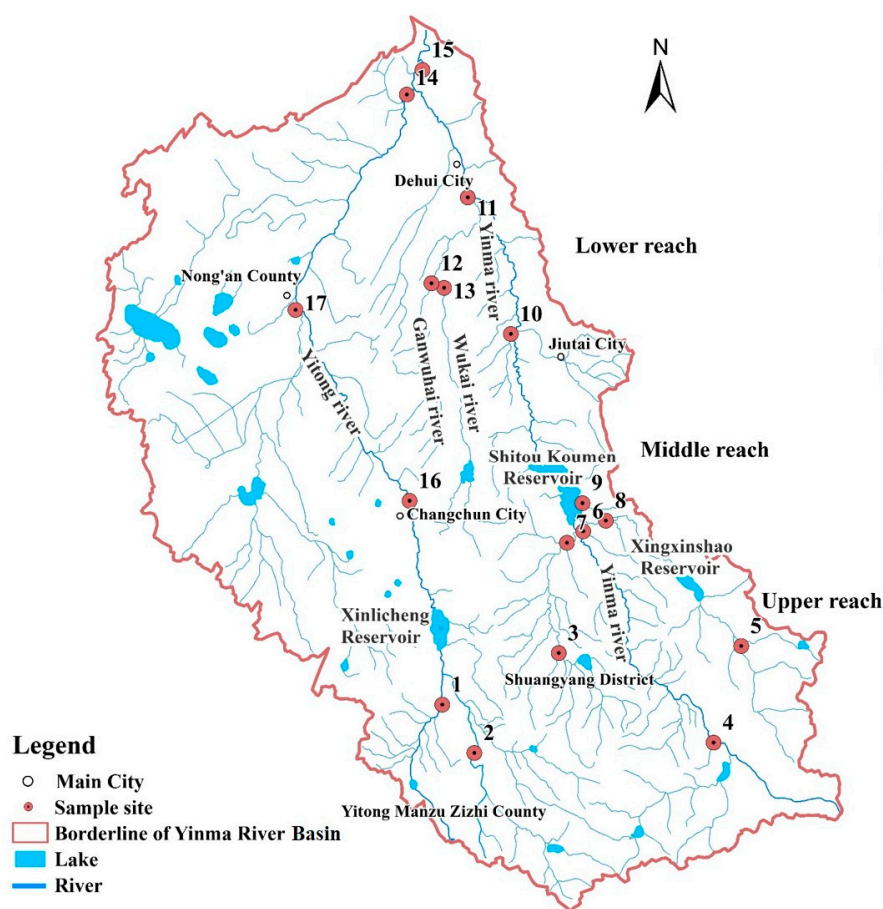 N
15
14
Dehui City
11
Yinma river
Lower reach
12
13
Nong'an County
17
10
Jiutai City
Ganwuhai river
Wukai river
Yitong river
Middle reach
Shitou Koumen
Reservoir
16
Changchun City
9
8
6
7
Xingxinshao
Reservoir
Yinma river
Upper reach
Xinlicheng
Reservoir
5
3
Shuangyang District
1
2
4
Yitong Manzu Zizhi County
Legend
Main City
Sample site
Borderline of Yinma River Basin
Lake
River